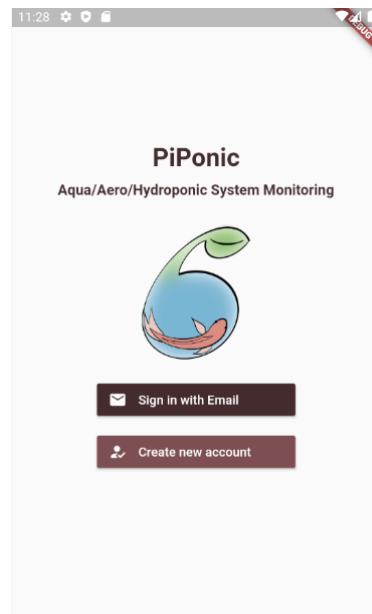 11:28
DEBUG
PiPonic
Aqua/Aero/Hydroponic System Monitoring
Sign in with Email
Create new account